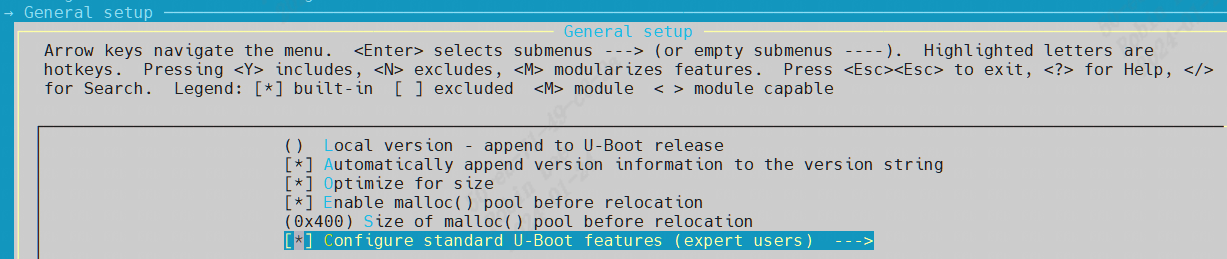 → General setup
General setup
Arrow keys navigate the menu.  <Enter> selects submenus ---> (or empty submenus ----).  Highlighted letters are
hotkeys.  Pressing <Y> includes, <N> excludes, <M> modularizes features.  Press <Esc><Esc> to exit, <?> for Help, </>
for Search.  Legend: [*] built-in  [ ] excluded  <M> module  < > module capable
()  Local version - append to U-Boot release
[*] Automatically append version information to the version string
[*] Optimize for size
[*] Enable malloc() pool before relocation
(0x400) Size of malloc() pool before relocation
[*] Configure standard U-Boot features (expert users)  --->